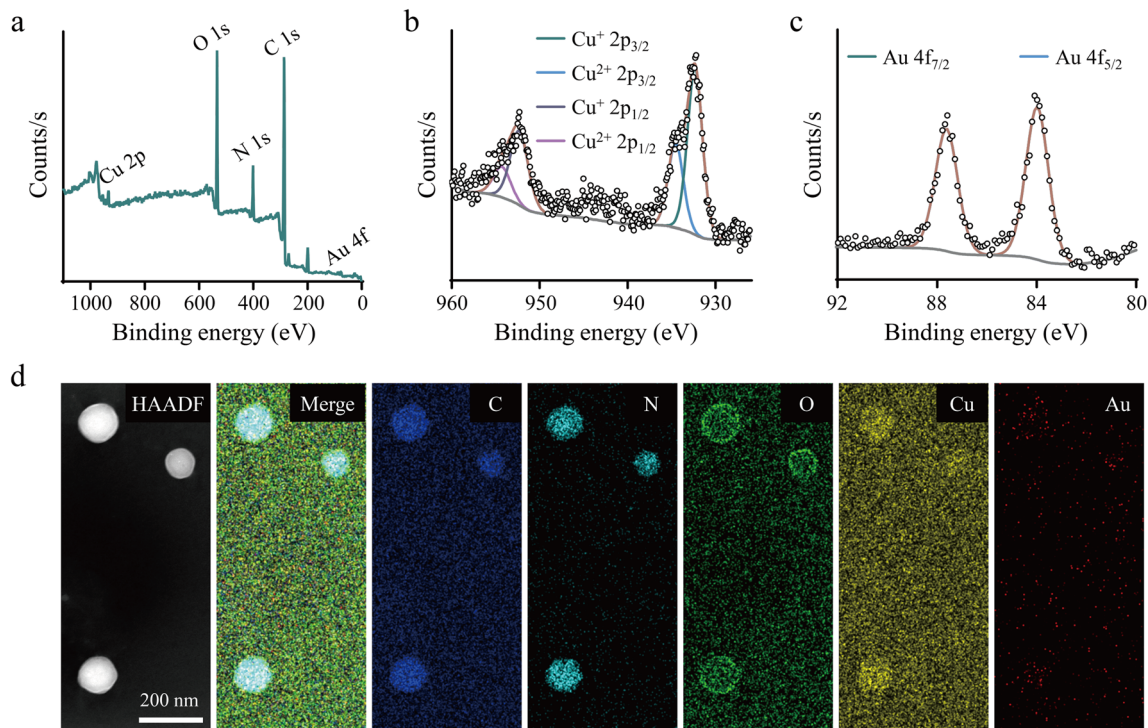 a
O 1s
C 1s
N 1s
Cu 2p
Au 4f
Counts/s
1000 800 600 400 200 0
Binding energy (eV)
b
Cu⁺ 2p₃/₂
Cu²⁺ 2p₃/₂
Cu⁺ 2p₁/₂
Cu²⁺ 2p₁/₂
Counts/s
960 950 940 930
Binding energy (eV)
c
Au 4f₇/₂ Au 4f₅/₂
Counts/s
92 88 84 80
Binding energy (eV)
d
HAADF Merge C N O Cu Au
200 nm